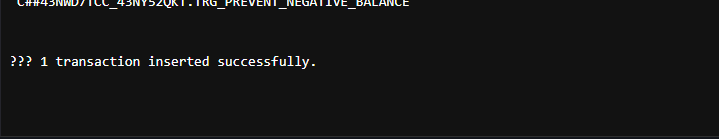 C##43NWD7TCC_43NY52QKT.TRG_PREVENT_NEGATIVE_BALANCE
??? 1 transaction inserted successfully.